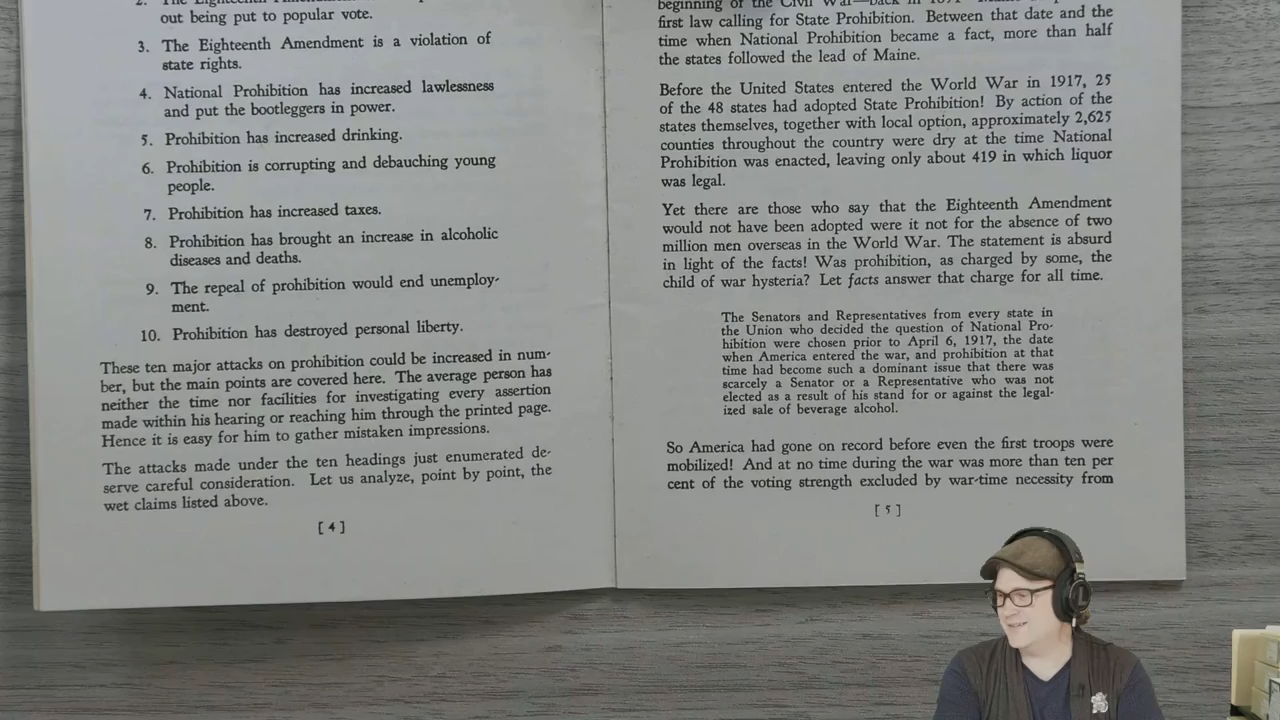 out being put to popular vote.
3. The Eighteenth Amendment is a violation of
state rights.
4. National Prohibition has increased lawlessness
and put the bootleggers in power.
5. Prohibition has increased drinking.
6. Prohibition is corrupting and debauching young
people.
7. Prohibition has increased taxes.
8. Prohibition has brought an increase in alcoholic
diseases and deaths.
9. The repeal of prohibition would end unemploy-
ment.
10. Prohibition has destroyed personal liberty.
These ten major attacks on prohibition could be increased in num-
ber, but the main points are covered here. The average person has
neither the time nor facilities for investigating every assertion
made within his hearing or reaching him through the printed page.
Hence it is easy for him to gather mistaken impressions.
The attacks made under the ten headings just enumerated de-
serve careful consideration. Let us analyze, point by point, the
wet claims listed above.
[ 4 ]
beginning of the Civil War—back in
first law calling for State Prohibition. Between that date and the
time when National Prohibition became a fact, more than half
the states followed the lead of Maine.
Before the United States entered the World War in 1917, 25
of the 48 states had adopted State Prohibition! By action of the
states themselves, together with local option, approximately 2,625
counties throughout the country were dry at the time National
Prohibition was enacted, leaving only about 419 in which liquor
was legal.
Yet there are those who say that the Eighteenth Amendment
would not have been adopted were it not for the absence of two
million men overseas in the World War. The statement is absurd
in light of the facts! Was prohibition, as charged by some, the
child of war hysteria? Let facts answer that charge for all time.
The Senators and Representatives from every state in
the Union who decided the question of National Pro-
hibition were chosen prior to April 6, 1917, the date
when America entered the war, and prohibition at that
time had become such a dominant issue that there was
scarcely a Senator or a Representative who was not
elected as a result of his stand for or against the legal-
ized sale of beverage alcohol.
So America had gone on record before even the first troops were
mobilized! And at no time during the war was more than ten per
cent of the voting strength excluded by war-time necessity from
[ 5 ]